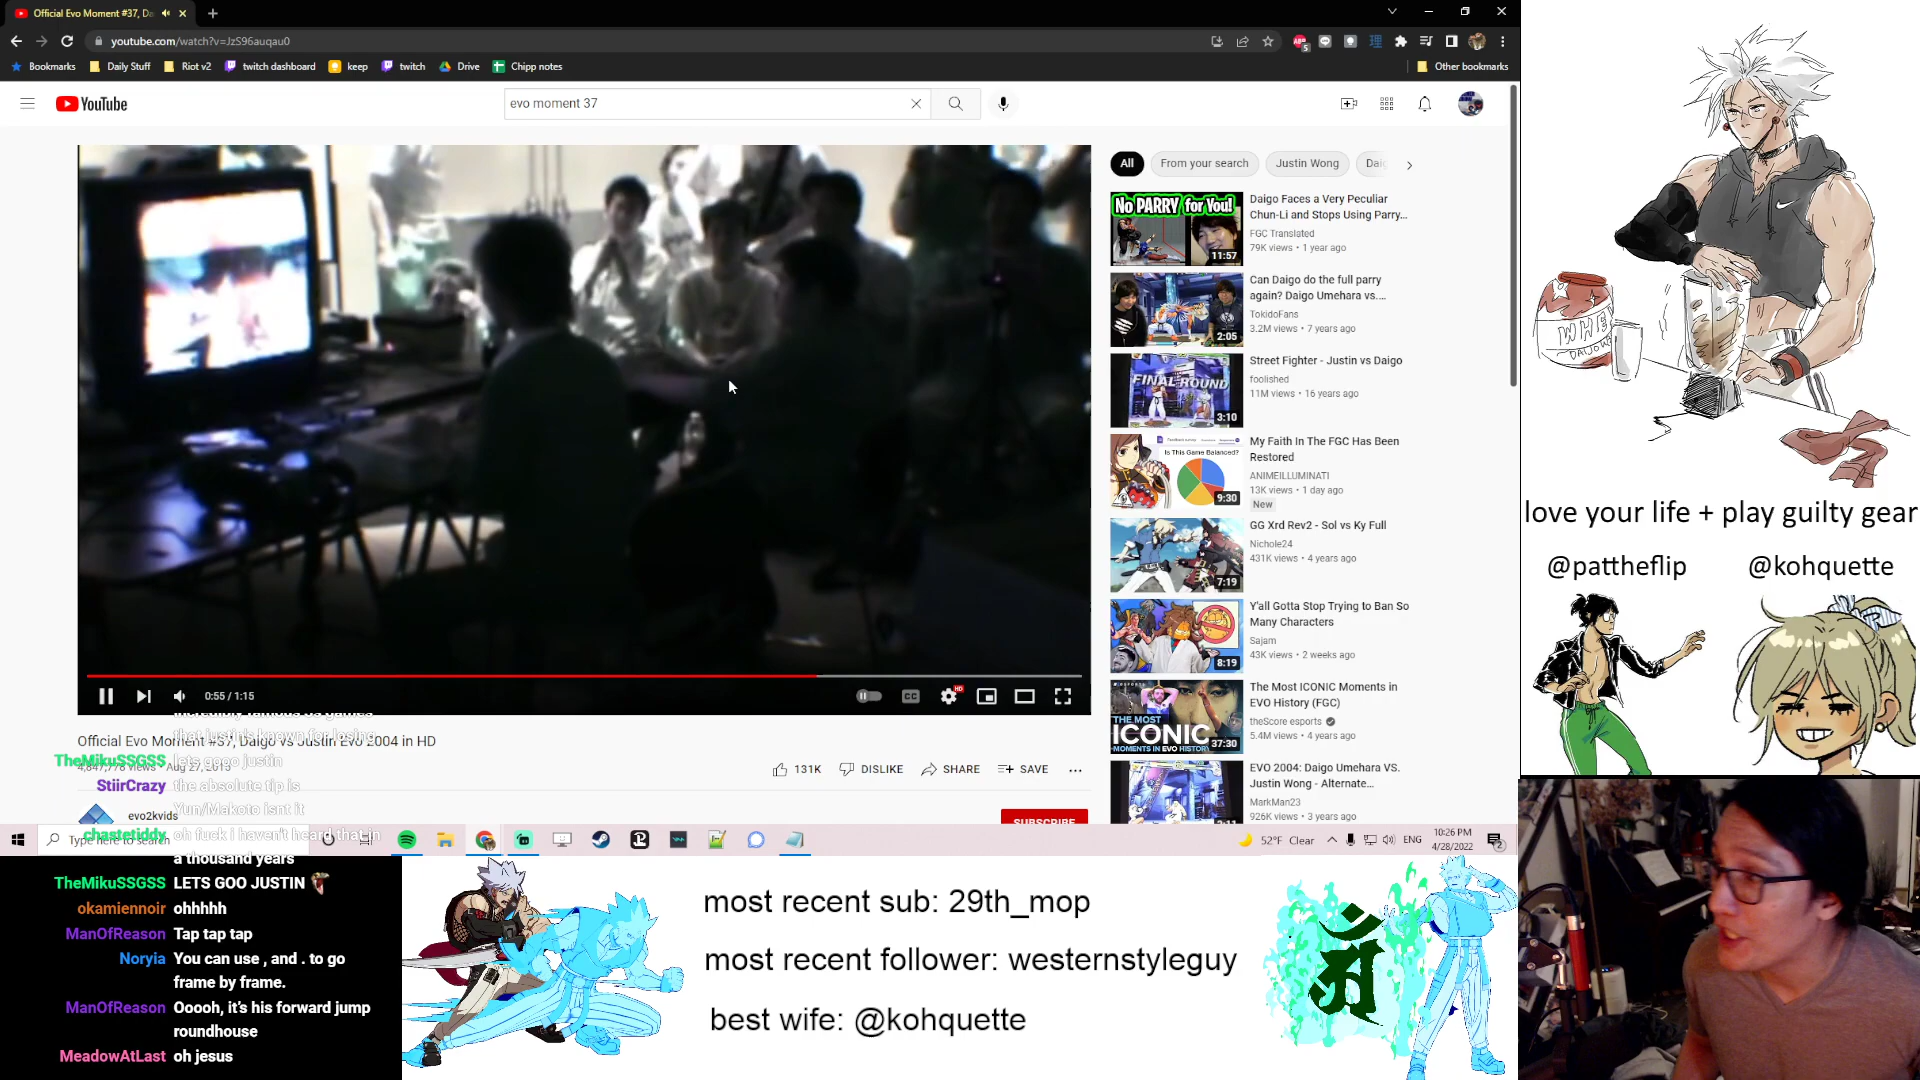 Official Evo Moment #37, Da
youtube.com/watch?v=JzS96auqau0
Bookmarks
Daily Stuff
Riot v2
twitch dashboard
keep
twitch
Drive
Chipp notes
Other bookmarks
YouTube
evo moment 37
All
From your search
Justin Wong
Daig
No PARRY for You!
11:57
Daigo Faces a Very Peculiar
Chun-Li and Stops Using Parry...
FGC Translated
79K views • 1 year ago
2:05
Can Daigo do the full parry
again? Daigo Umehara vs....
TokidoFans
3.2M views • 7 years ago
FINAL ROUND
3:10
Street Fighter - Justin vs Daigo
foolished
11M views • 16 years ago
Is This Game Balanced?
9:30
My Faith In The FGC Has Been
Restored
ANIMEILLUMINATI
13K views • 1 day ago
New
7:19
GG Xrd Rev2 - Sol vs Ky Full
Nichole24
431K views • 4 years ago
8:19
Y'all Gotta Stop Trying to Ban So
Many Characters
Sajam
43K views • 2 weeks ago
THE MOST
ICONIC
MOMENTS IN EVO HISTORY
37:30
The Most ICONIC Moments in
EVO History (FGC)
theScore esports
5.4M views • 4 years ago
EVO 2004: Daigo Umehara VS.
Justin Wong - Alternate...
MarkMan23
926K views • 3 years ago
0:55 / 1:15
CC
HD
Official Evo Moment #37, Daigo vs Justin Evo 2004 in HD
131K
DISLIKE
SHARE
SAVE
evo2kvids
SUBSCRIBE
that Justin's known for losing
TheMikuSSGSS lets gooo justin
StiirCrazy the absolute tip is
Yun/Makoto isnt it
chastetiddy oh fuck i haven't heard that in
a thousand years
TheMikuSSGSS LETS GOO JUSTIN
okamiennoir ohhhhh
ManOfReason Tap tap tap
Noryia You can use , and . to go
frame by frame.
ManOfReason Ooooh, it's his forward jump
roundhouse
MeadowAtLast oh jesus
Type here to search
52°F Clear
ENG
10:26 PM
4/28/2022
most recent sub: 29th_mop
most recent follower: westernstyleguy
best wife: @kohquette
WHEY
love your life + play guilty gear
@pattheflip
@kohquette